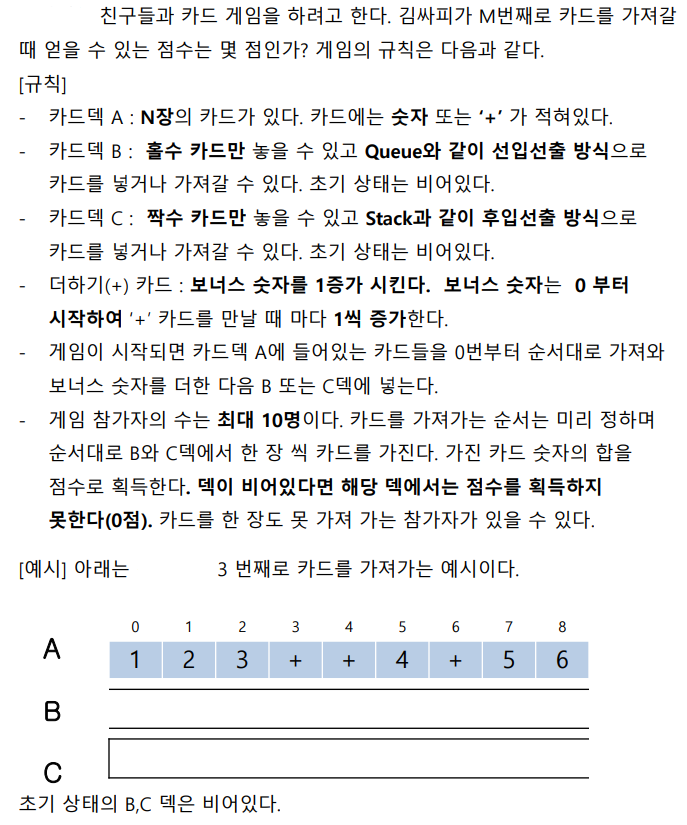 친구들과 카드 게임을 하려고 한다. 김싸피가 M번째로 카드를 가져갈
때 얻을 수 있는 점수는 몇 점인가? 게임의 규칙은 다음과 같다.
[규칙]
- 카드덱 A : N장의 카드가 있다. 카드에는 숫자 또는 ‘+’ 가 적혀있다.
- 카드덱 B : 홀수 카드만 놓을 수 있고 Queue와 같이 선입선출 방식으로
카드를 넣거나 가져갈 수 있다. 초기 상태는 비어있다.
- 카드덱 C : 짝수 카드만 놓을 수 있고 Stack과 같이 후입선출 방식으로
카드를 넣거나 가져갈 수 있다. 초기 상태는 비어있다.
- 더하기(+) 카드 : 보너스 숫자를 1증가 시킨다. 보너스 숫자는 0 부터
시작하여 '+’ 카드를 만날 때 마다 1씩 증가한다.
- 게임이 시작되면 카드덱 A에 들어있는 카드들을 0번부터 순서대로 가져와
보너스 숫자를 더한 다음 B 또는 C덱에 넣는다.
- 게임 참가자의 수는 최대 10명이다. 카드를 가져가는 순서는 미리 정하며
순서대로 B와 C덱에서 한 장 씩 카드를 가진다. 가진 카드 숫자의 합을
점수로 획득한다. 덱이 비어있다면 해당 덱에서는 점수를 획득하지
못한다(0점). 카드를 한 장도 못 가져 가는 참가자가 있을 수 있다.
[예시] 아래는 3 번째로 카드를 가져가는 예시이다.
0 1 2 3 4 5 6 7 8
A 1 2 3 + + 4 + 5 6
B
C
초기 상태의 B,C 덱은 비어있다.